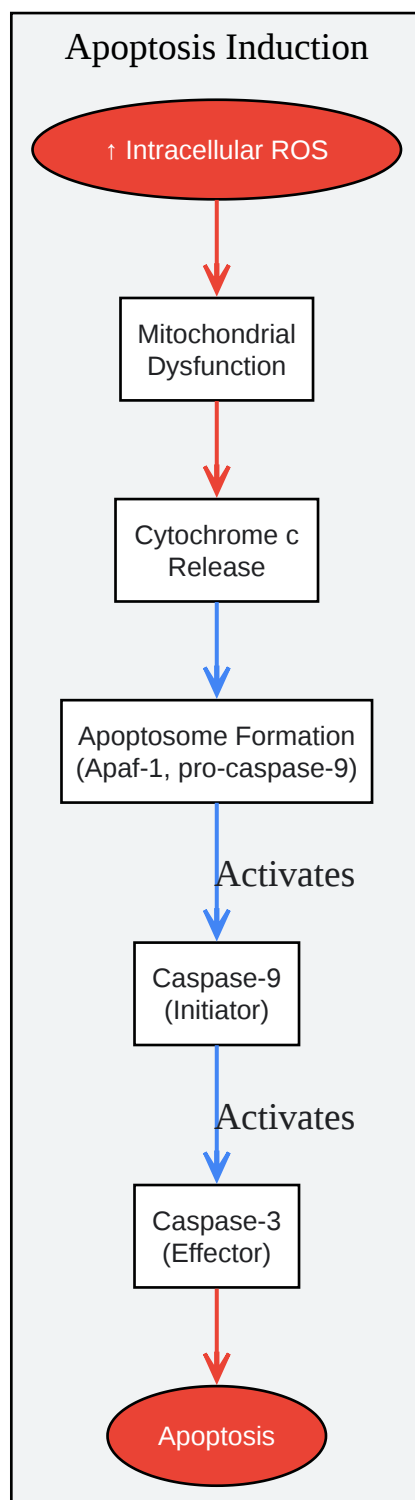 Apoptosis Induction
↑ Intracellular ROS
Mitochondrial
Dysfunction
Cytochrome c
Release
Apoptosome Formation
(Apaf-1, pro-caspase-9)
Activates
Caspase-9
(Initiator)
Activates
Caspase-3
(Effector)
Apoptosis